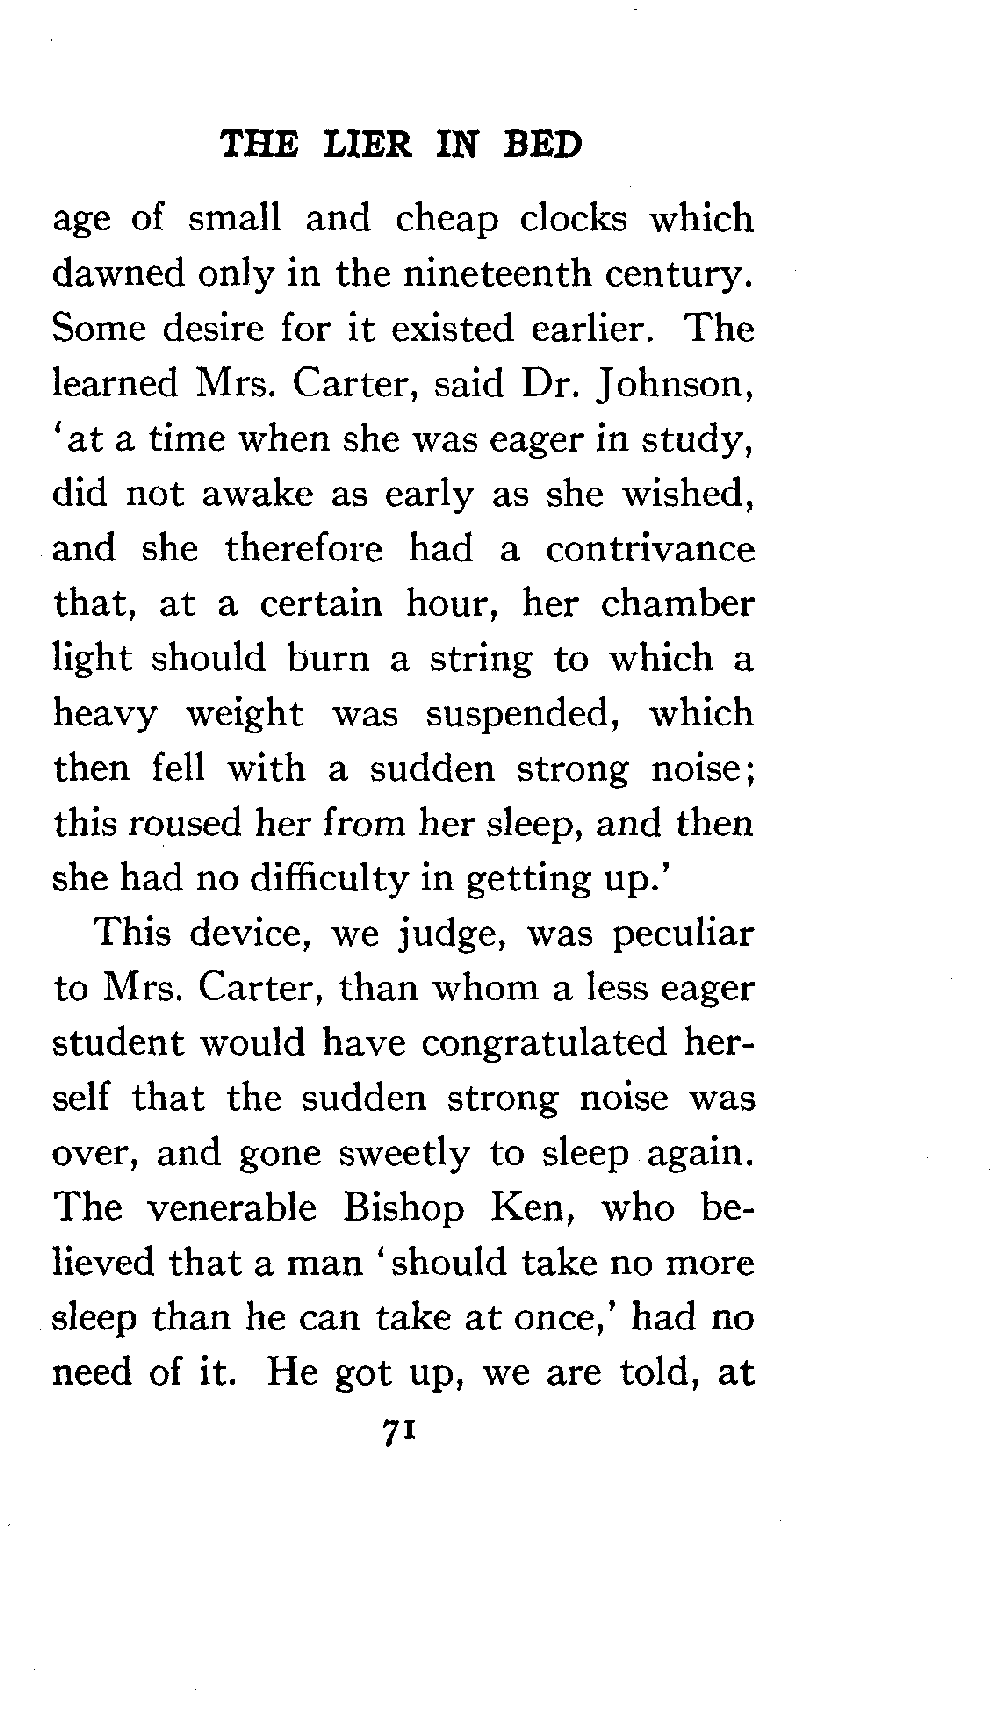 THE LIER IN BED
age of small and cheap clocks which
dawned only in the nineteenth century.
Some desire for it existed earlier. The
learned Mrs. Carter, said Dr. Johnson,
‘at a time when she was eager in study,
did not awake as early as she wished,
and she therefore had a contrivance
that, at a certain hour, her chamber
light should burn a string to which a
heavy weight was suspended, which
then fell with a sudden strong noise;
this roused her from her sleep, and then
she had no difficulty in getting up.’
This device, we judge, was peculiar
to Mrs. Carter, than whom a less eager
student would have congratulated her-
self that the sudden strong noise was
over, and gone sweetly to sleep again.
The venerable Bishop Ken, who be-
lieved that a man ‘should take no more
sleep than he can take at once,’ had no
need of it. He got up, we are told, at
71